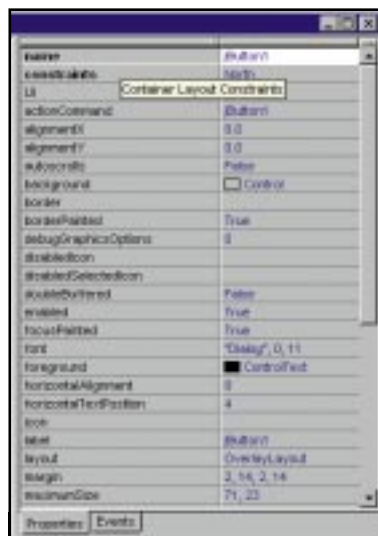 name jButton1
constraints North
UI
Container Layout Constraints
actionCommand jButton1
alignmentX 0.0
alignmentY 0.0
autoscrolls False
background Control
border
borderPainted True
debugGraphicsOptions 0
disabledIcon
disabledSelectedIcon
doubleBuffered False
enabled True
focusPainted True
font "Dialog", 0, 11
foreground ControlText
horizontalAlignment 0
horizontalTextPosition 4
icon
label jButton1
layout OverlayLayout
margin 2, 14, 2, 14
maximumSize 71, 23
Properties Events